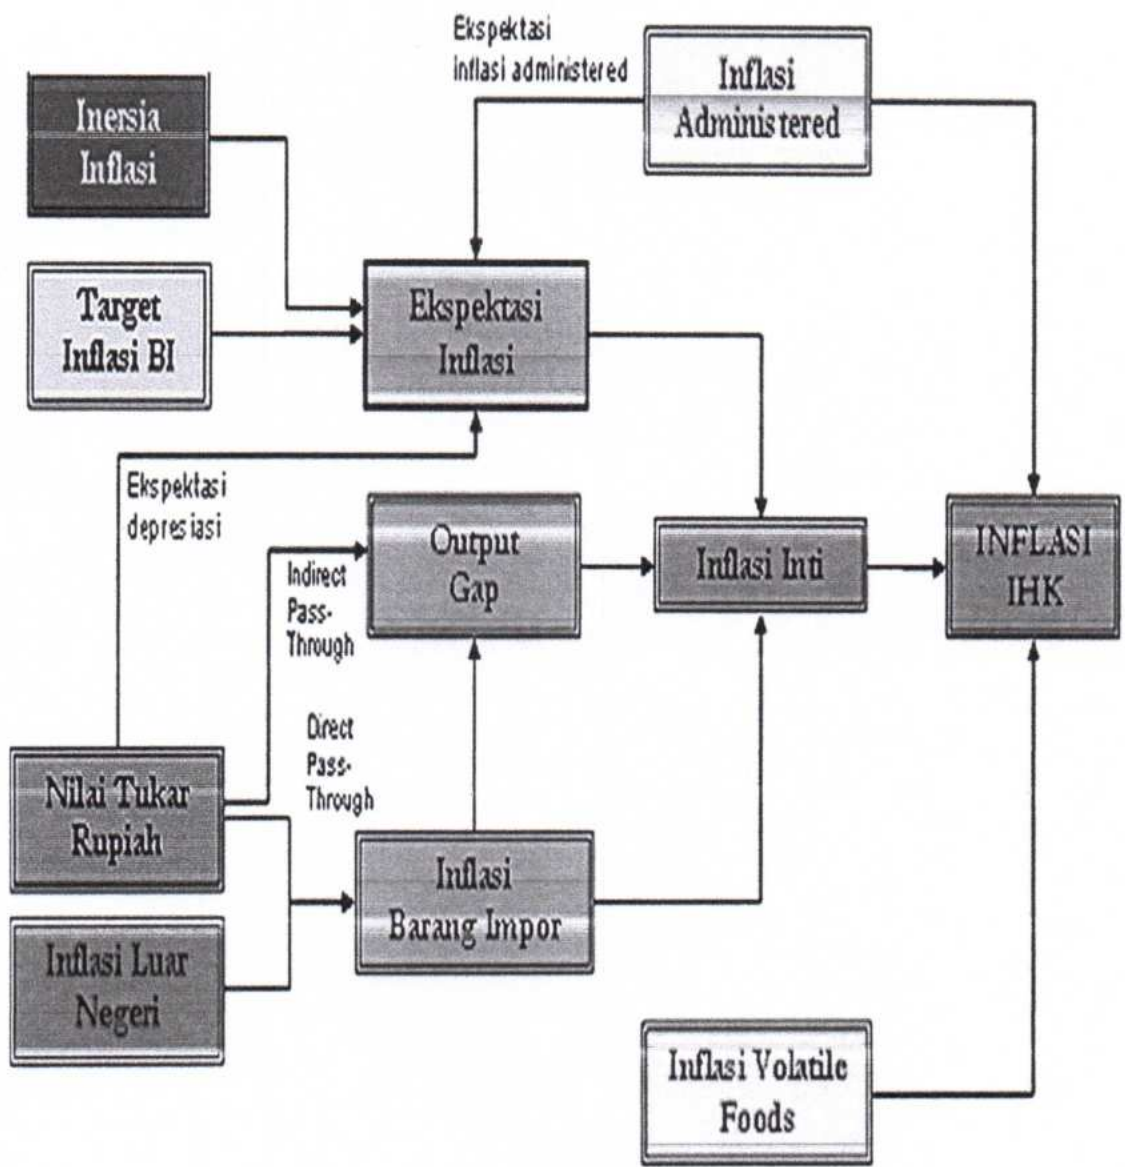 Ekspektasi
inflasi administered
Inflasi
Administered
Inersia
Inflasi
Target
Inflasi BI
Ekspektasi
Inflasi
Ekspektasi
depresiasi
Indirect
Pass-
Through
Output
Gap
Inflasi Inti
INFLASI
IHK
Direct
Pass-
Through
Nilai Tukar
Rupiah
Inflasi
Barang Impor
Inflasi Luar
Negeri
Inflasi Volatile
Foods